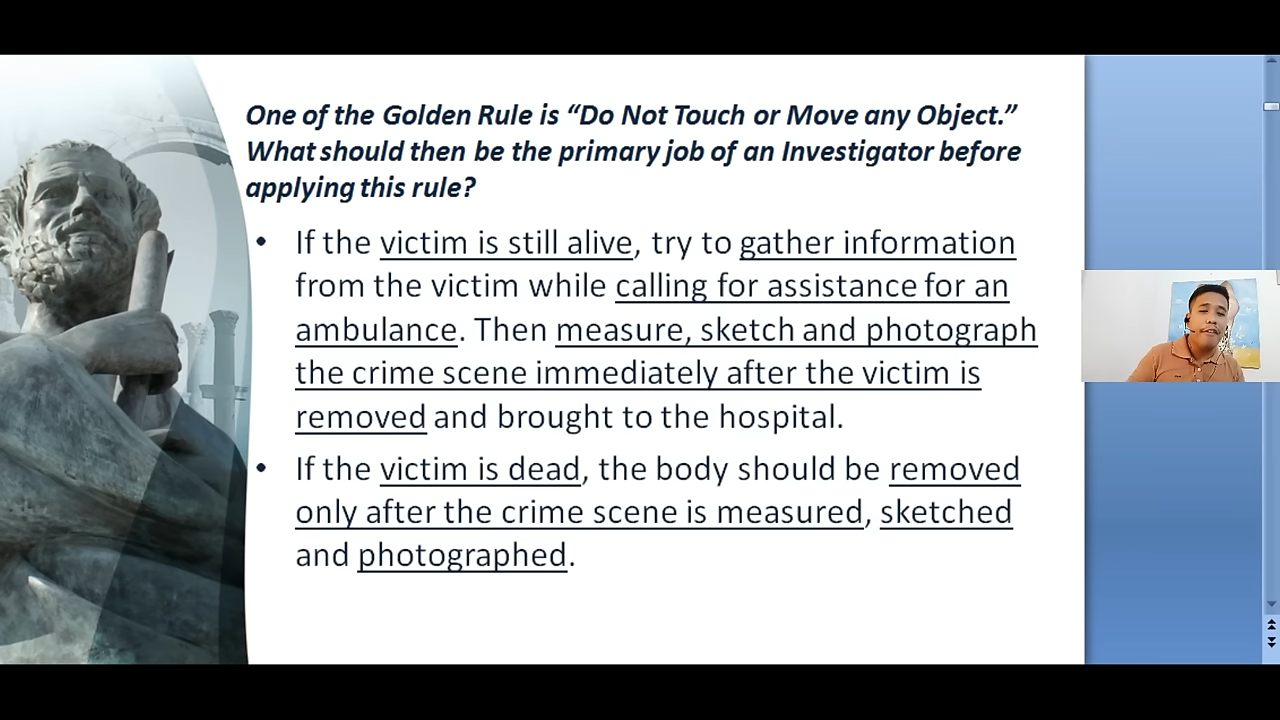 One of the Golden Rule is “Do Not Touch or Move any Object.”
What should then be the primary job of an Investigator before
applying this rule?
• If the victim is still alive, try to gather information
from the victim while calling for assistance for an
ambulance. Then measure, sketch and photograph
the crime scene immediately after the victim is
removed and brought to the hospital.
• If the victim is dead, the body should be removed
only after the crime scene is measured, sketched
and photographed.